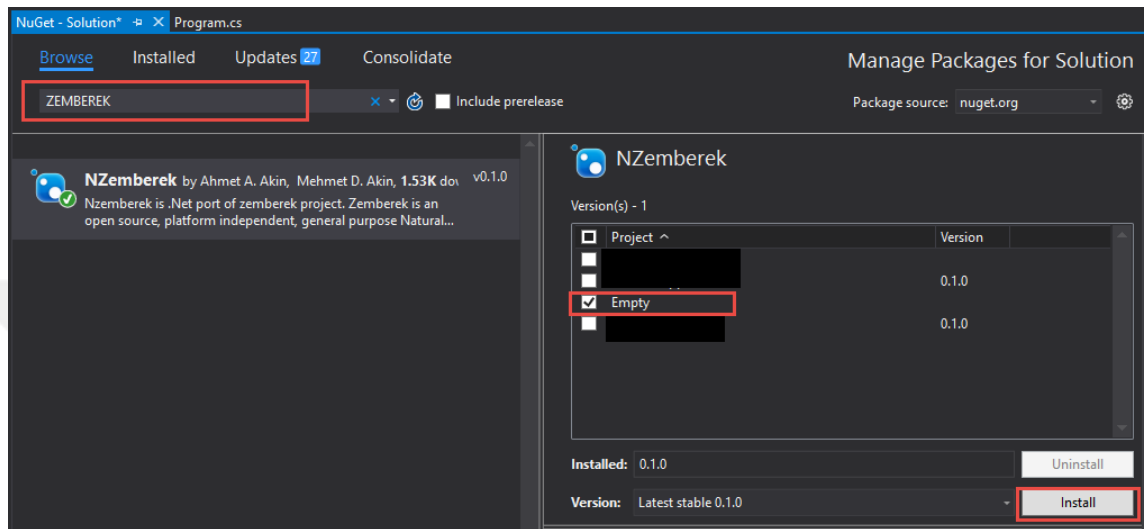 NuGet - Solution* Program.cs
Browse Installed Updates 27 Consolidate
Manage Packages for Solution
ZEMBEREK
Include prerelease
Package source: nuget.org
NZemberek by Ahmet A. Akin, Mehmet D. Akin, 1.53K dov v0.1.0
Nzemberek is .Net port of zemberek project. Zemberek is an
open source, platform independent, general purpose Natural...
NZemberek
Version(s) - 1
Project Version
0.1.0
Empty
0.1.0
Installed: 0.1.0 Uninstall
Version: Latest stable 0.1.0 Install